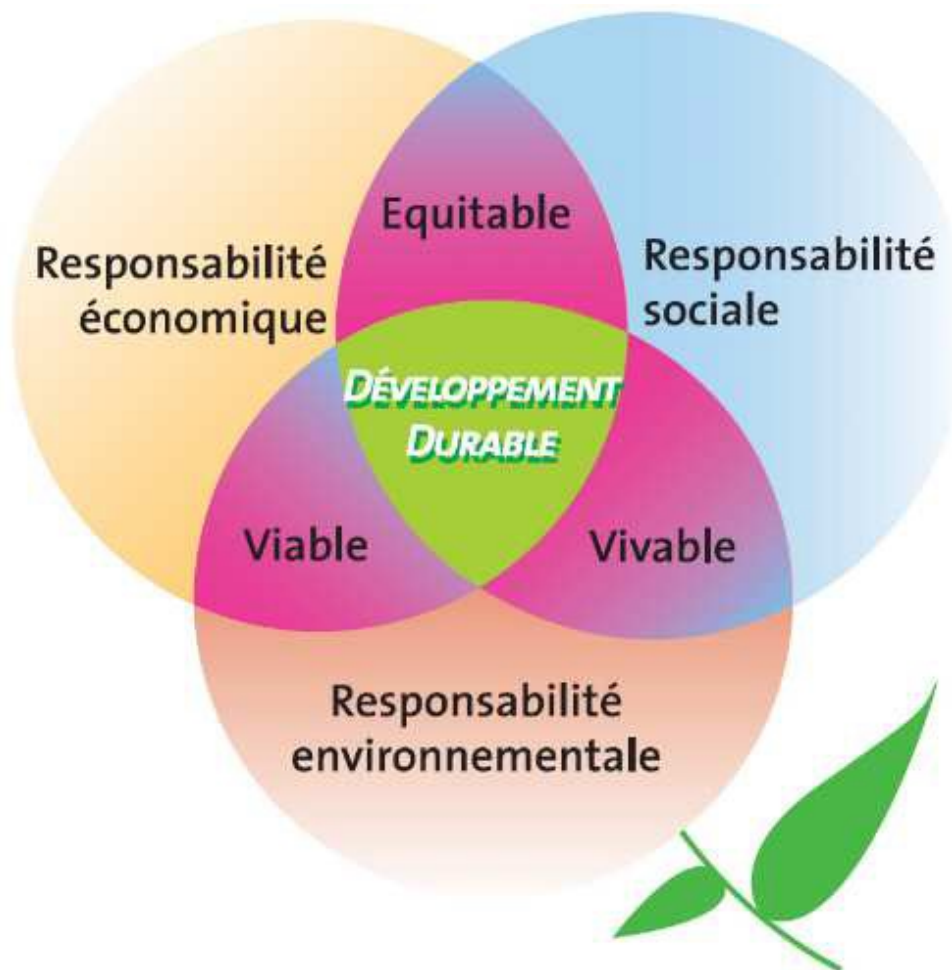 Equitable
Responsabilité
économique
Responsabilité
sociale
DÉVELOPPEMENT
DURABLE
Viable
Vivable
Responsabilité
environnementale